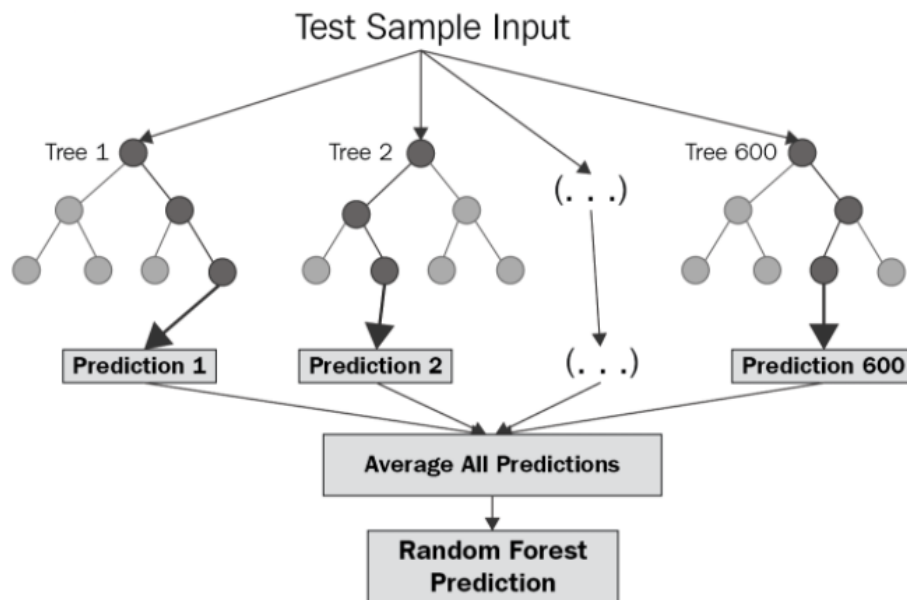 Test Sample Input
Tree 1
Tree 2
Tree 600
(. . .)
Prediction 1
Prediction 2
(. . .)
Prediction 600
Average All Predictions
Random Forest
Prediction